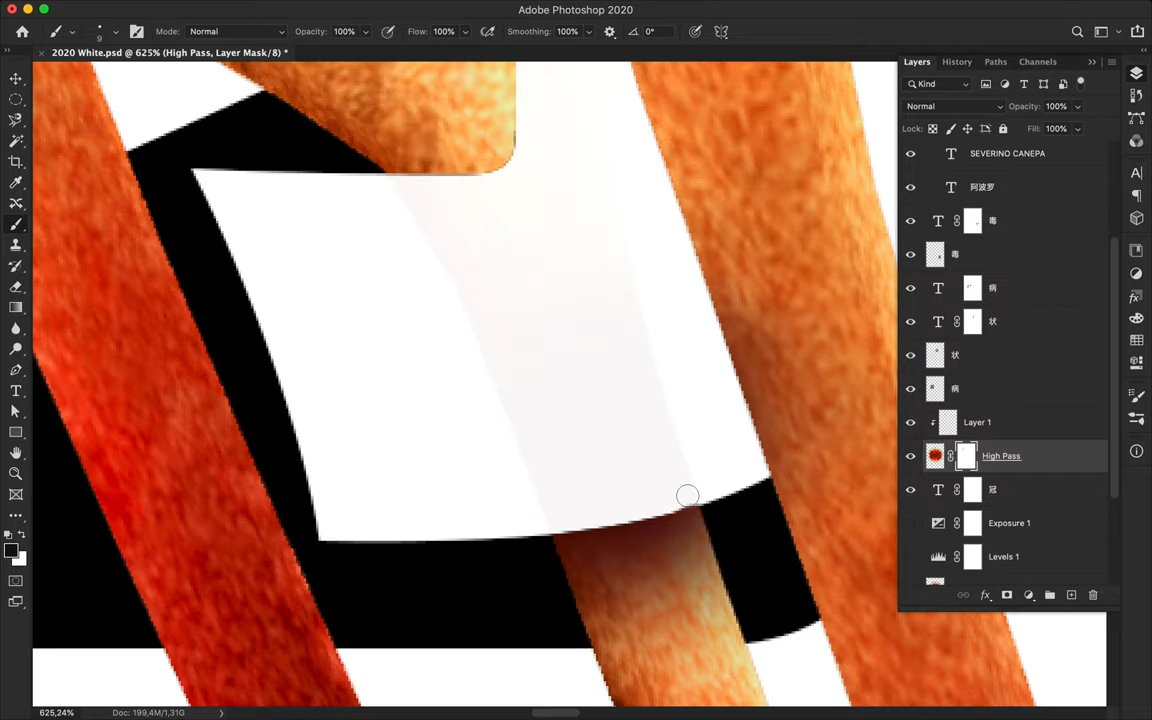 Adobe Photoshop 2020
Mode: Normal Opacity: 100% Flow: 100% Smoothing: 100% 0°
9
2020 White.psd @ 625% (High Pass, Layer Mask/8) *
Layers History Paths Channels
Kind
Normal Opacity: 100%
Lock: Fill: 100%
SEVERINO CANEPA
阿波罗
毒
毒
病
状
状
病
Layer 1
High Pass
冠
Exposure 1
Levels 1
fx
625,24% Doc: 199,4M/1,31G